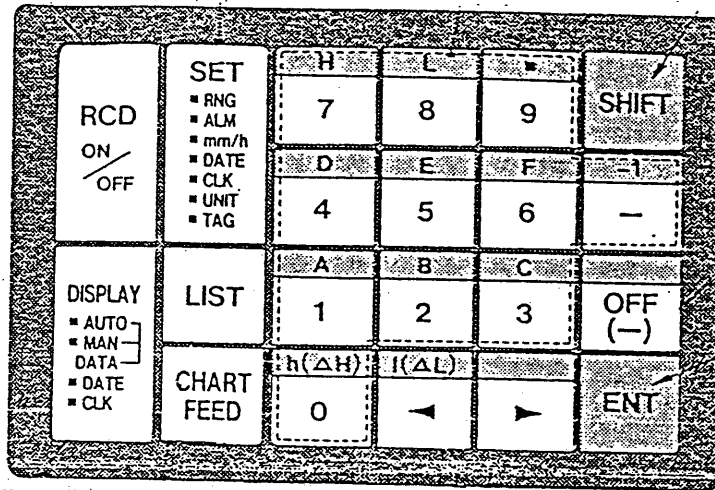 RCD
ON
OFF
SET
RNG
ALM
mm/h
DATE
CLK
UNIT
TAG
H
7
L
8
9
SHIFT
D
4
E
5
F
6
-1
—
DISPLAY
AUTO
MAN
DATA
DATE
CLK
LIST
A
1
B
2
C
3
OFF
(—)
CHART
FEED
h(ΔH)
0
l(ΔL)
◄
►
ENT